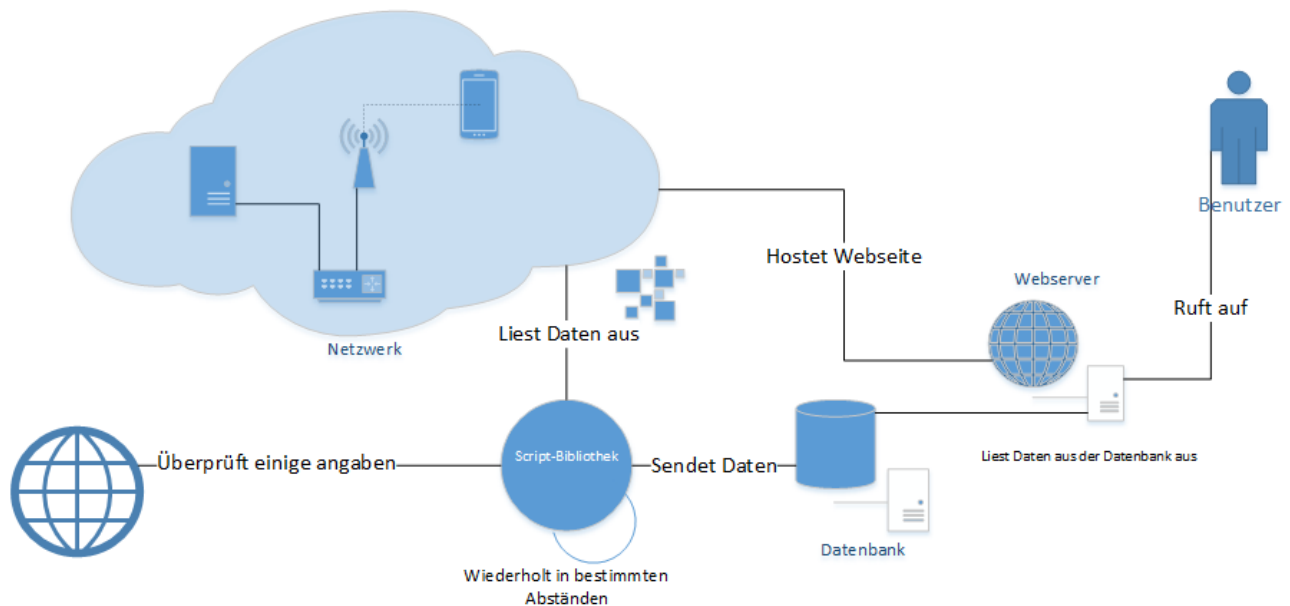 Benutzer
Hostet Webseite
Webserver
Ruft auf
Liest Daten aus
Netzwerk
Script-Bibliothek
Überprüft einige angaben
Sendet Daten
Liest Daten aus der Datenbank aus
Datenbank
Wiederholt in bestimmten
Abständen